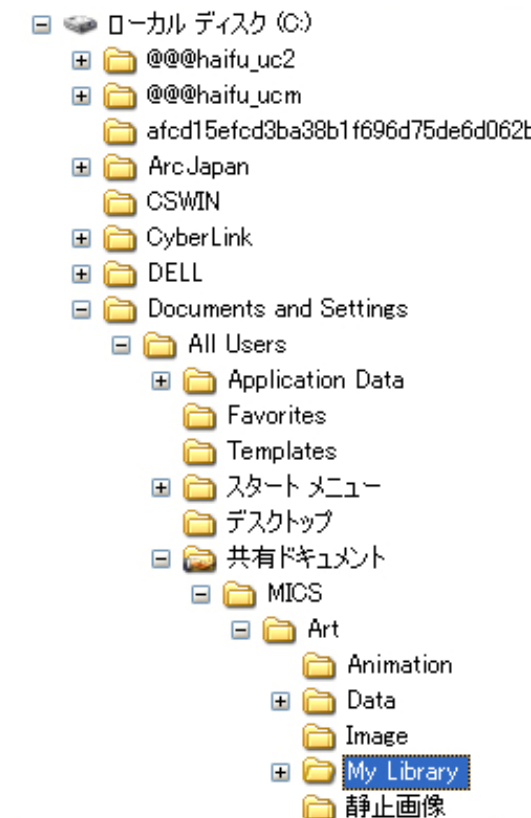 ローカル ディスク (C:)
@@@haifu_uc2
@@@haifu_ucm
afcd15efcd3ba38b1f696d75de6d062b
ArcJapan
CSWIN
CyberLink
DELL
Documents and Settings
All Users
Application Data
Favorites
Templates
スタート メニュー
デスクトップ
共有ドキュメント
MICS
Art
Animation
Data
Image
My Library
静止画像